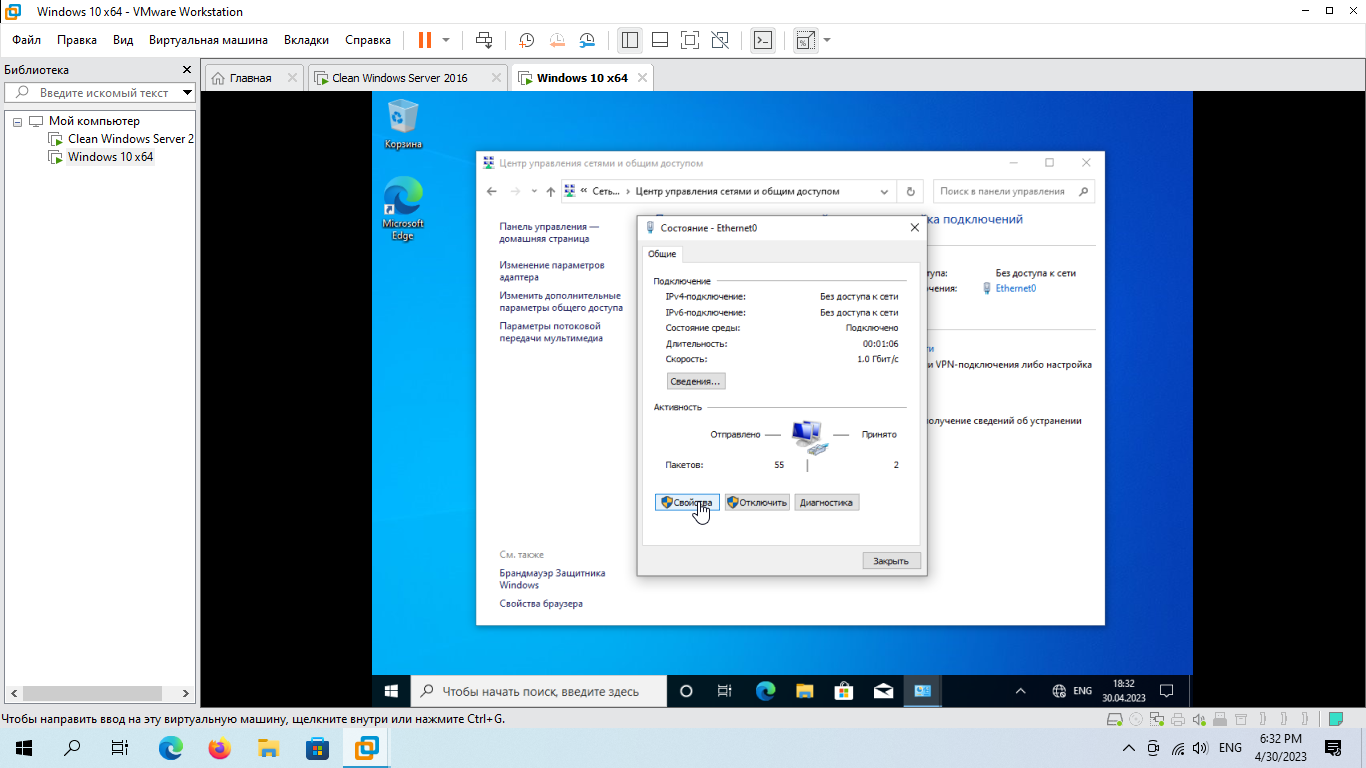 Windows 10 x64 - VMware Workstation
Файл Правка Вид Виртуальная машина Вкладки Справка
Библиотека
Введите искомый текст
Мой компьютер
Clean Windows Server 2
Windows 10 x64
Главная
Clean Windows Server 2016
Windows 10 x64
Корзина
Microsoft
Edge
Центр управления сетями и общим доступом
Сеть... Центр управления сетями и общим доступом
Поиск в панели управления
Панель управления —
домашняя страница
Изменение параметров
адаптера
Изменить дополнительные
параметры общего доступа
Параметры потоковой
передачи мультимедиа
См. также
Брандмауэр Защитника
Windows
Свойства браузера
ка подключений
тупа: Без доступа к сети
чения: Ethernet0
ти
и VPN-подключения либо настройка
олучение сведений об устранении
Состояние - Ethernet0
Общие
Подключение
IPv4-подключение: Без доступа к сети
IPv6-подключение: Без доступа к сети
Состояние среды: Подключено
Длительность: 00:01:06
Скорость: 1.0 Гбит/с
Сведения...
Активность
Отправлено — — Принято
Пакетов: 55 2
Свойства Отключить Диагностика
Закрыть
Чтобы начать поиск, введите здесь
ENG
18:32
30.04.2023
Чтобы направить ввод на эту виртуальную машину, щелкните внутри или нажмите Ctrl+G.
ENG
6:32 PM
4/30/2023